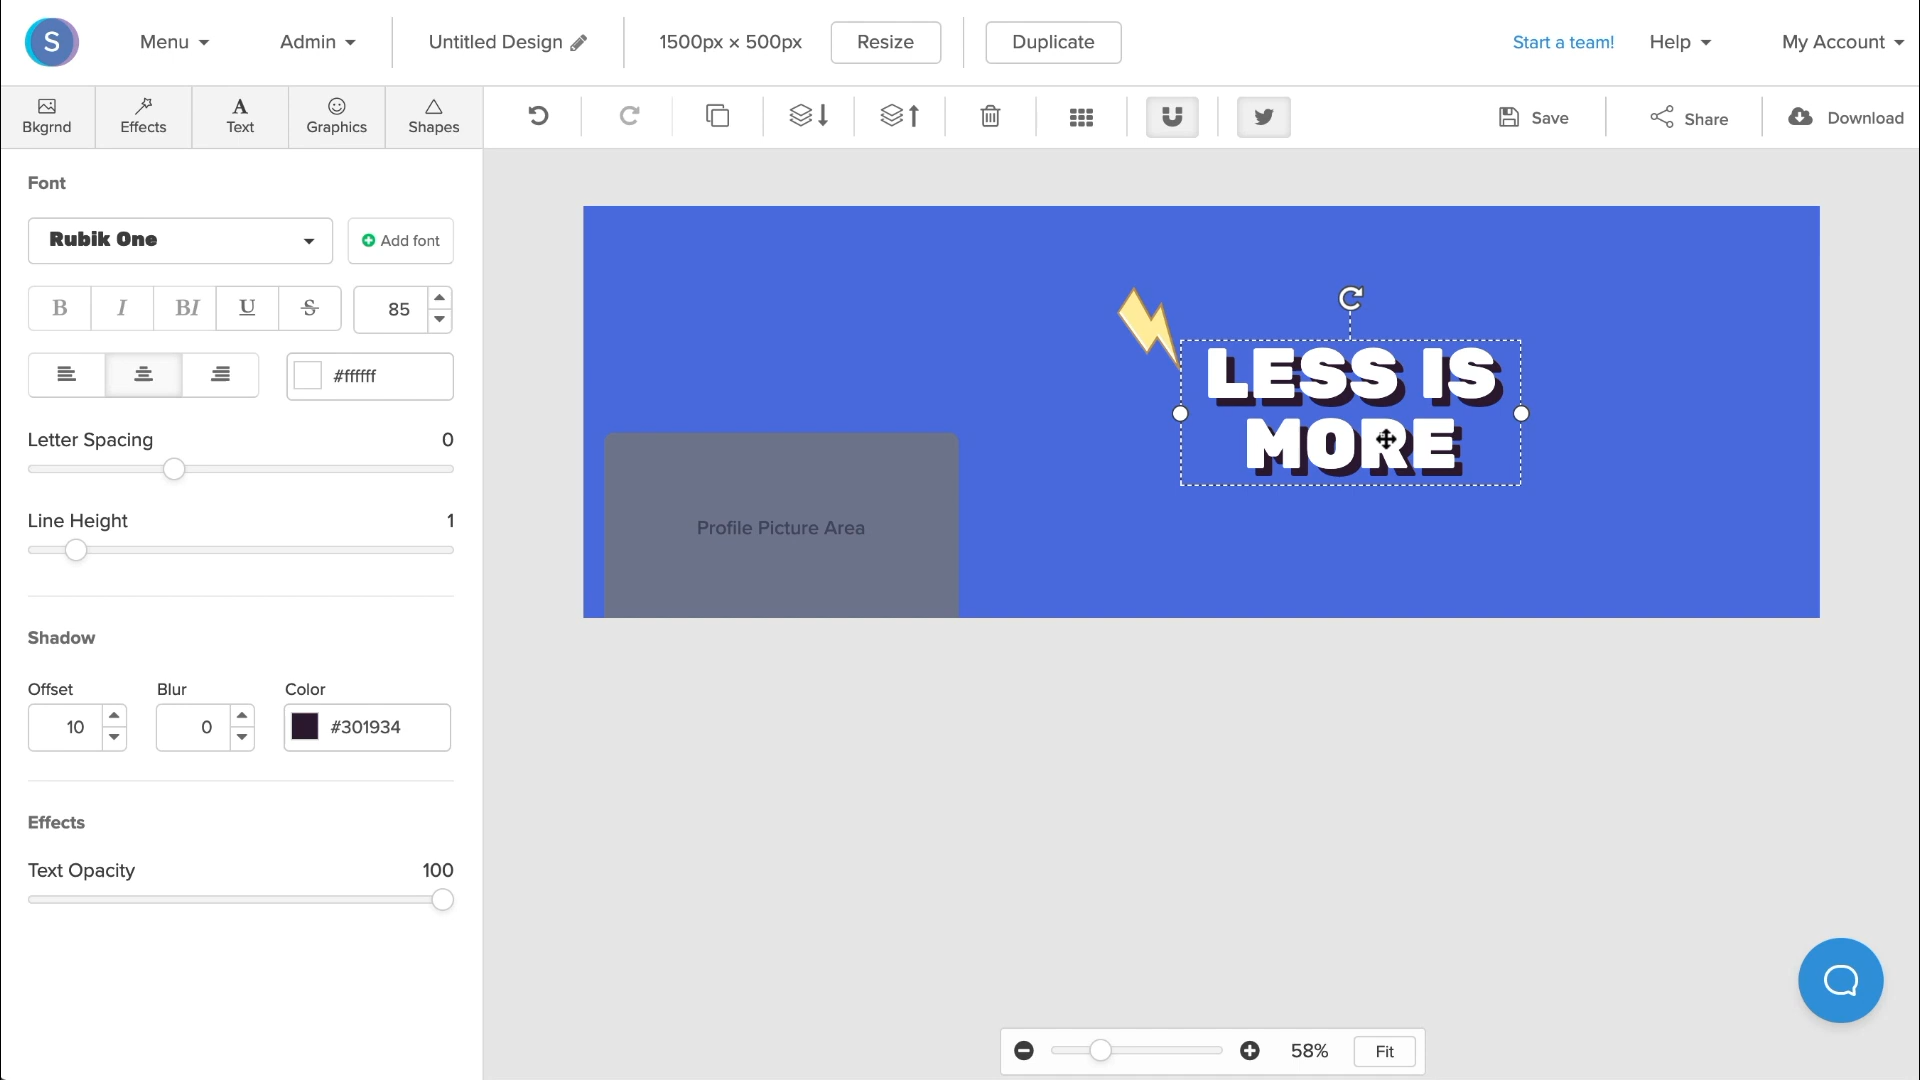 S
Menu
Admin
Untitled Design
1500px × 500px
Resize
Duplicate
Start a team!
Help
My Account
Bkgrnd
Effects
A
Text
Graphics
Shapes
Save
Share
Download
Font
Rubik One
Add font
B
I
BI
U
S
85
#ffffff
Letter Spacing
0
Line Height
1
Shadow
Offset
Blur
Color
10
0
#301934
Effects
Text Opacity
100
LESS IS
MORE
Profile Picture Area
58%
Fit